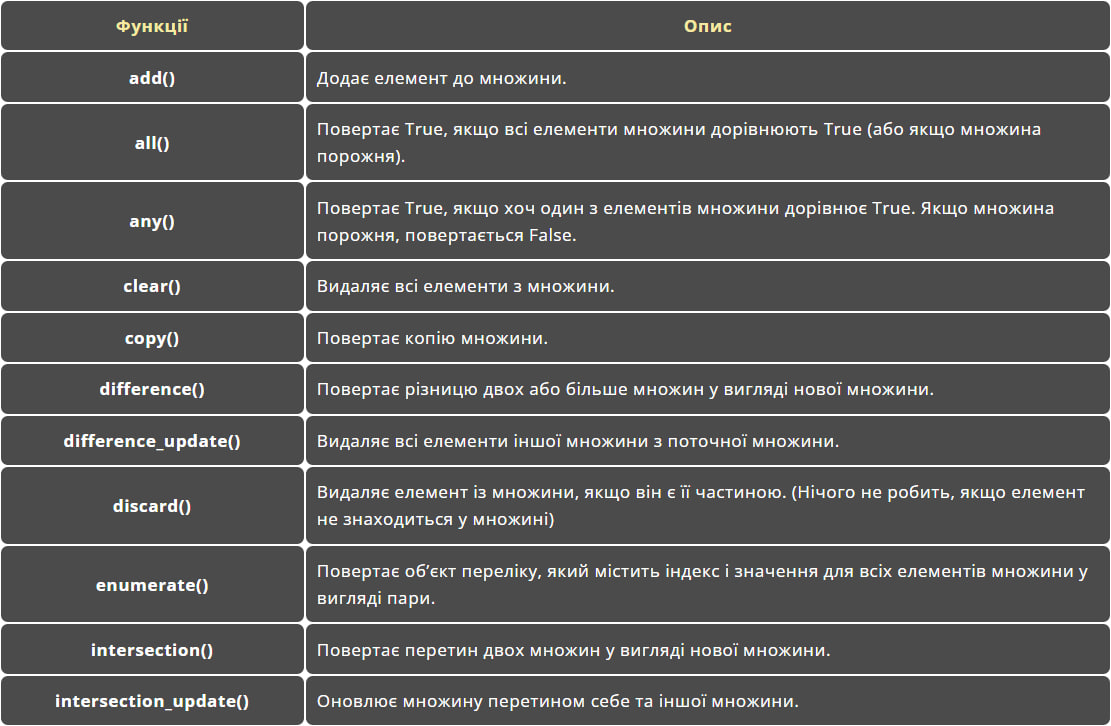 Функції Опис
add() Додає елемент до множини.
all() Повертає True, якщо всі елементи множини дорівнюють True (або якщо множина
порожня).
any() Повертає True, якщо хоч один з елементів множини дорівнює True. Якщо множина
порожня, повертається False.
clear() Видаляє всі елементи з множини.
copy() Повертає копію множини.
difference() Повертає різницю двох або більше множин у вигляді нової множини.
difference_update() Видаляє всі елементи іншої множини з поточної множини.
discard() Видаляє елемент із множини, якщо він є її частиною. (Нічого не робить, якщо елемент
не знаходиться у множині)
enumerate() Повертає об’єкт переліку, який містить індекс і значення для всіх елементів множини у
вигляді пари.
intersection() Повертає перетин двох множин у вигляді нової множини.
intersection_update() Оновлює множину перетином себе та іншої множини.